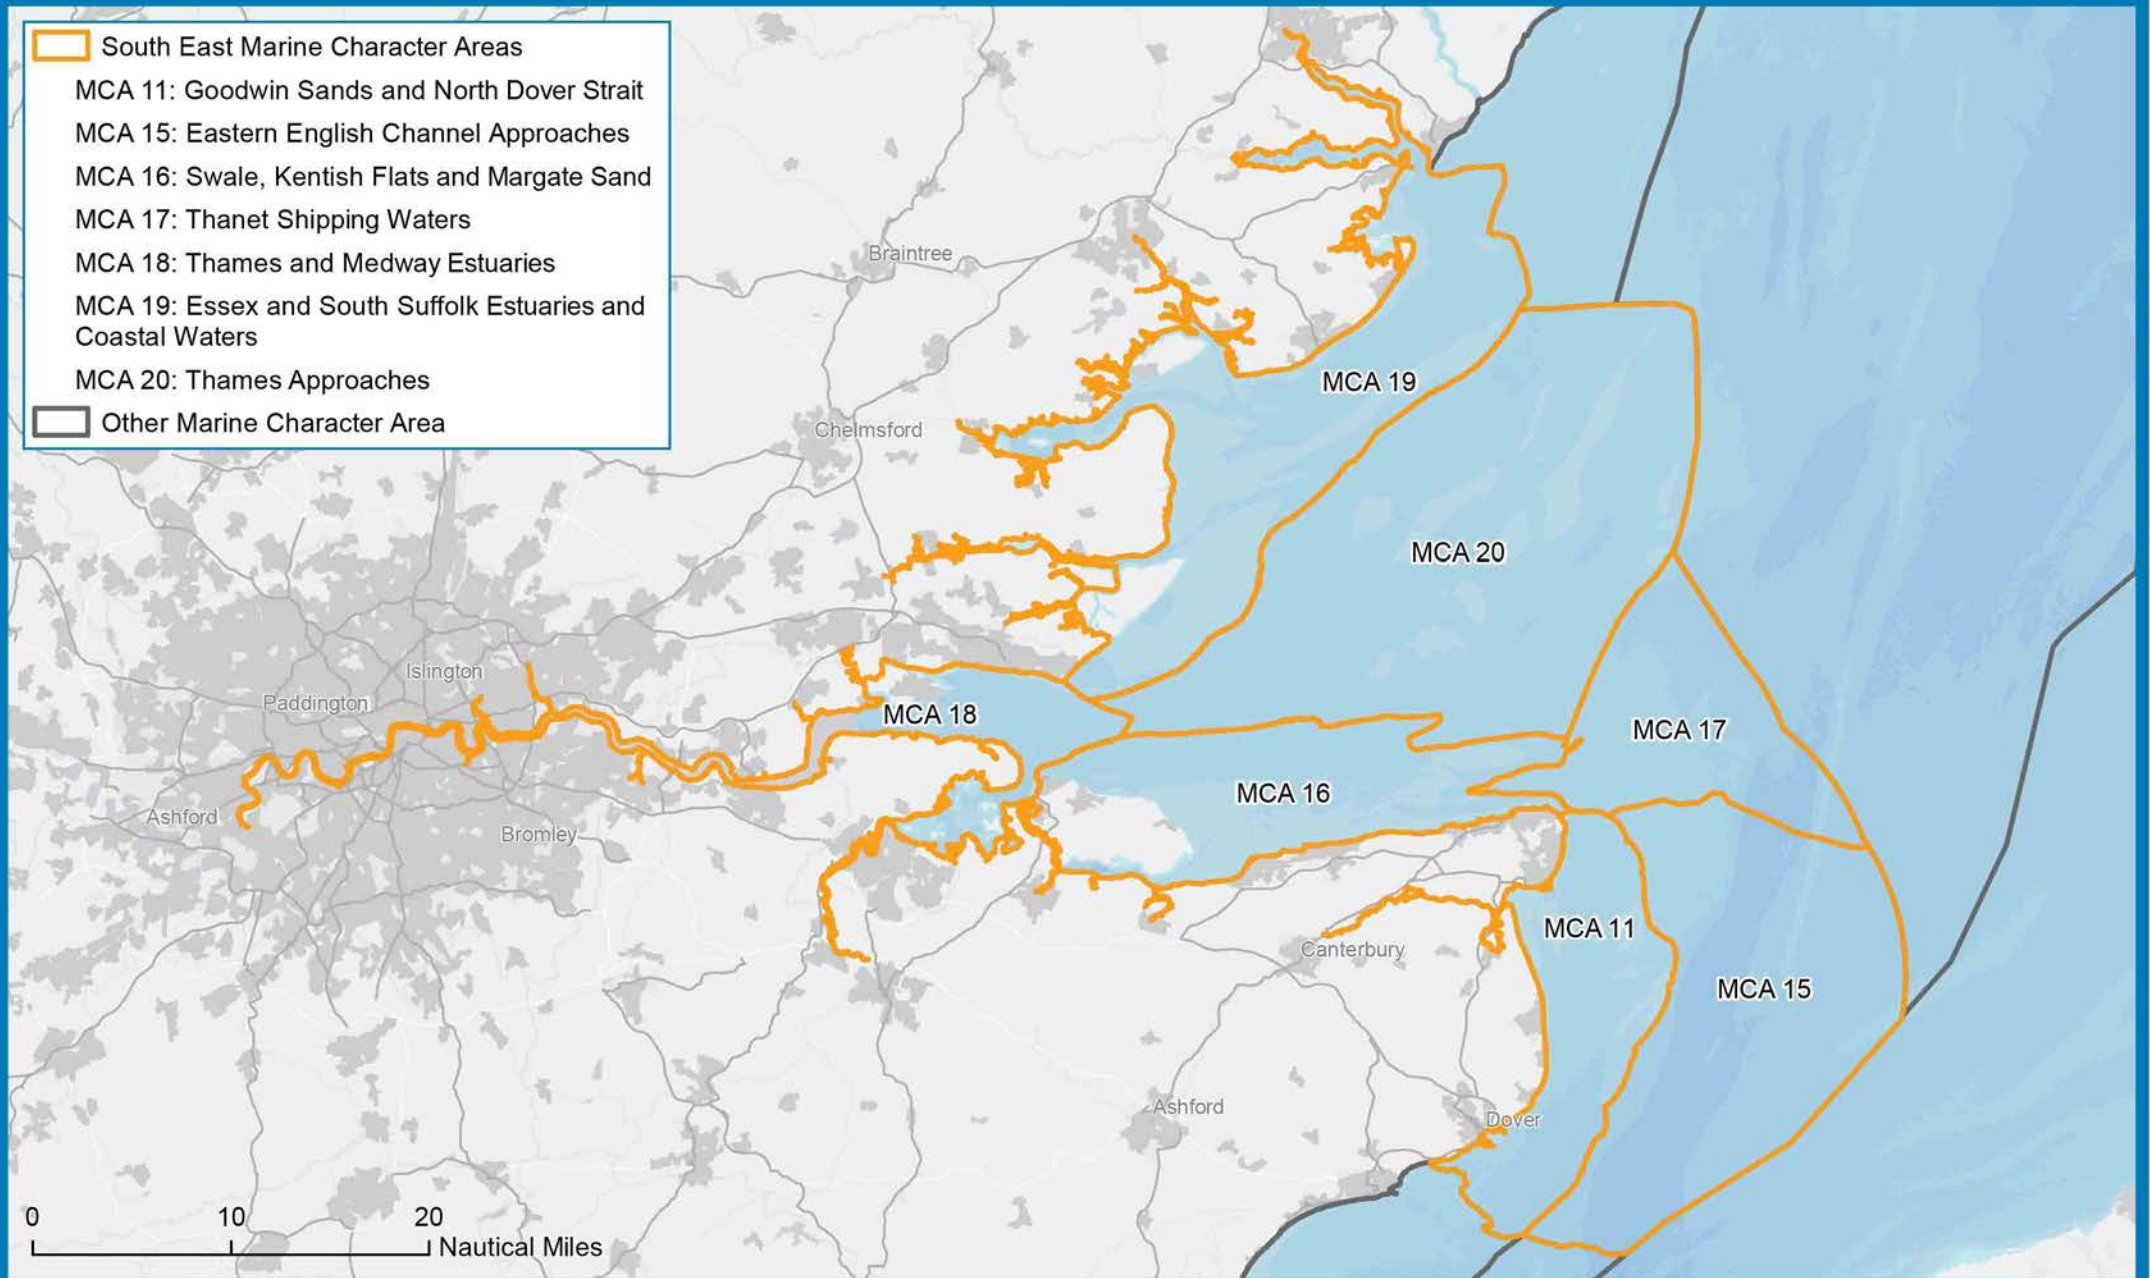 South East Marine Character Areas
MCA 11: Goodwin Sands and North Dover Strait
MCA 15: Eastern English Channel Approaches
MCA 16: Swale, Kentish Flats and Margate Sand
MCA 17: Thanet Shipping Waters
MCA 18: Thames and Medway Estuaries
MCA 19: Essex and South Suffolk Estuaries and
Coastal Waters
MCA 20: Thames Approaches
Other Marine Character Area
Braintree
MCA 19
Chelmsford
MCA 20
Islington
Paddington
MCA 18
MCA 17
MCA 16
Ashford
Bromley
MCA 11
Canterbury
MCA 15
Ashford
Dover
0 10 20
Nautical Miles